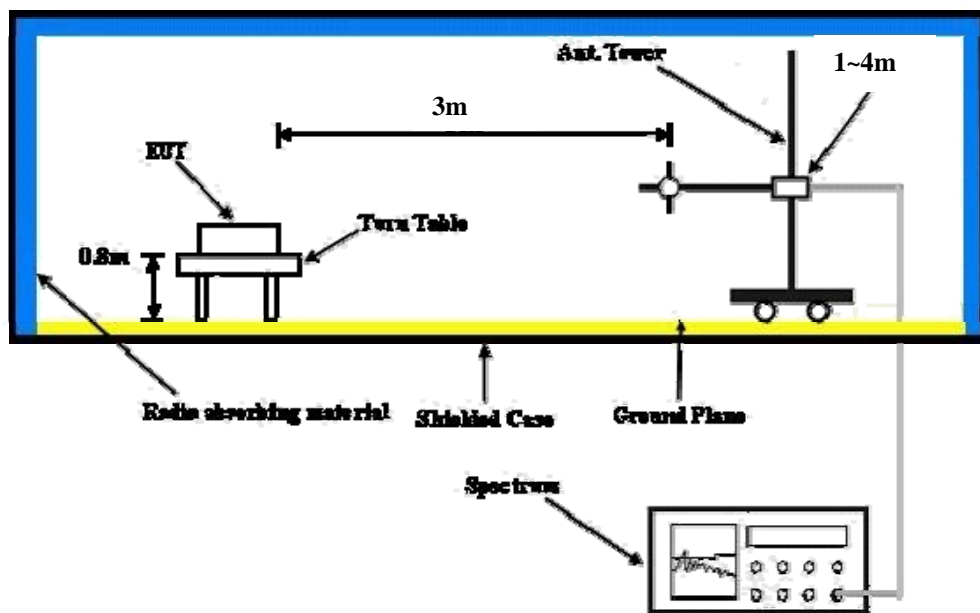 Ant. Tower
1~4m
3m
EUT
Turn Table
0.8m
Radio absorbing material
Shielded Case
Ground Plane
Spectrum